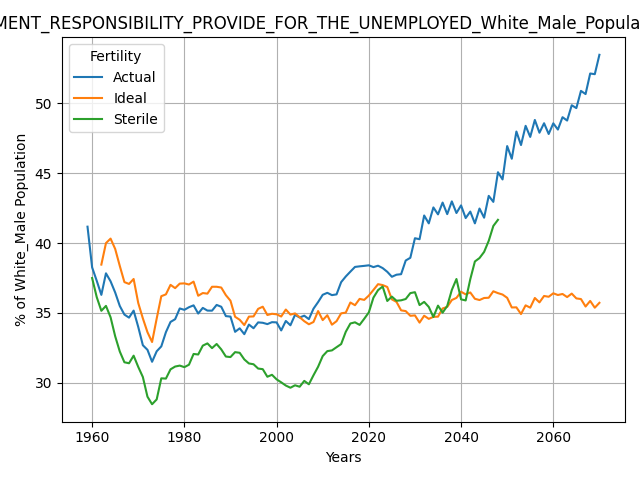 MENT_RESPONSIBILITY_PROVIDE_FOR_THE_UNEMPLOYED_White_Male_Popula
Fertility
Actual
Ideal
Sterile
% of White_Male Population
50
45
40
35
30
1960 1980 2000 2020 2040 2060
Years